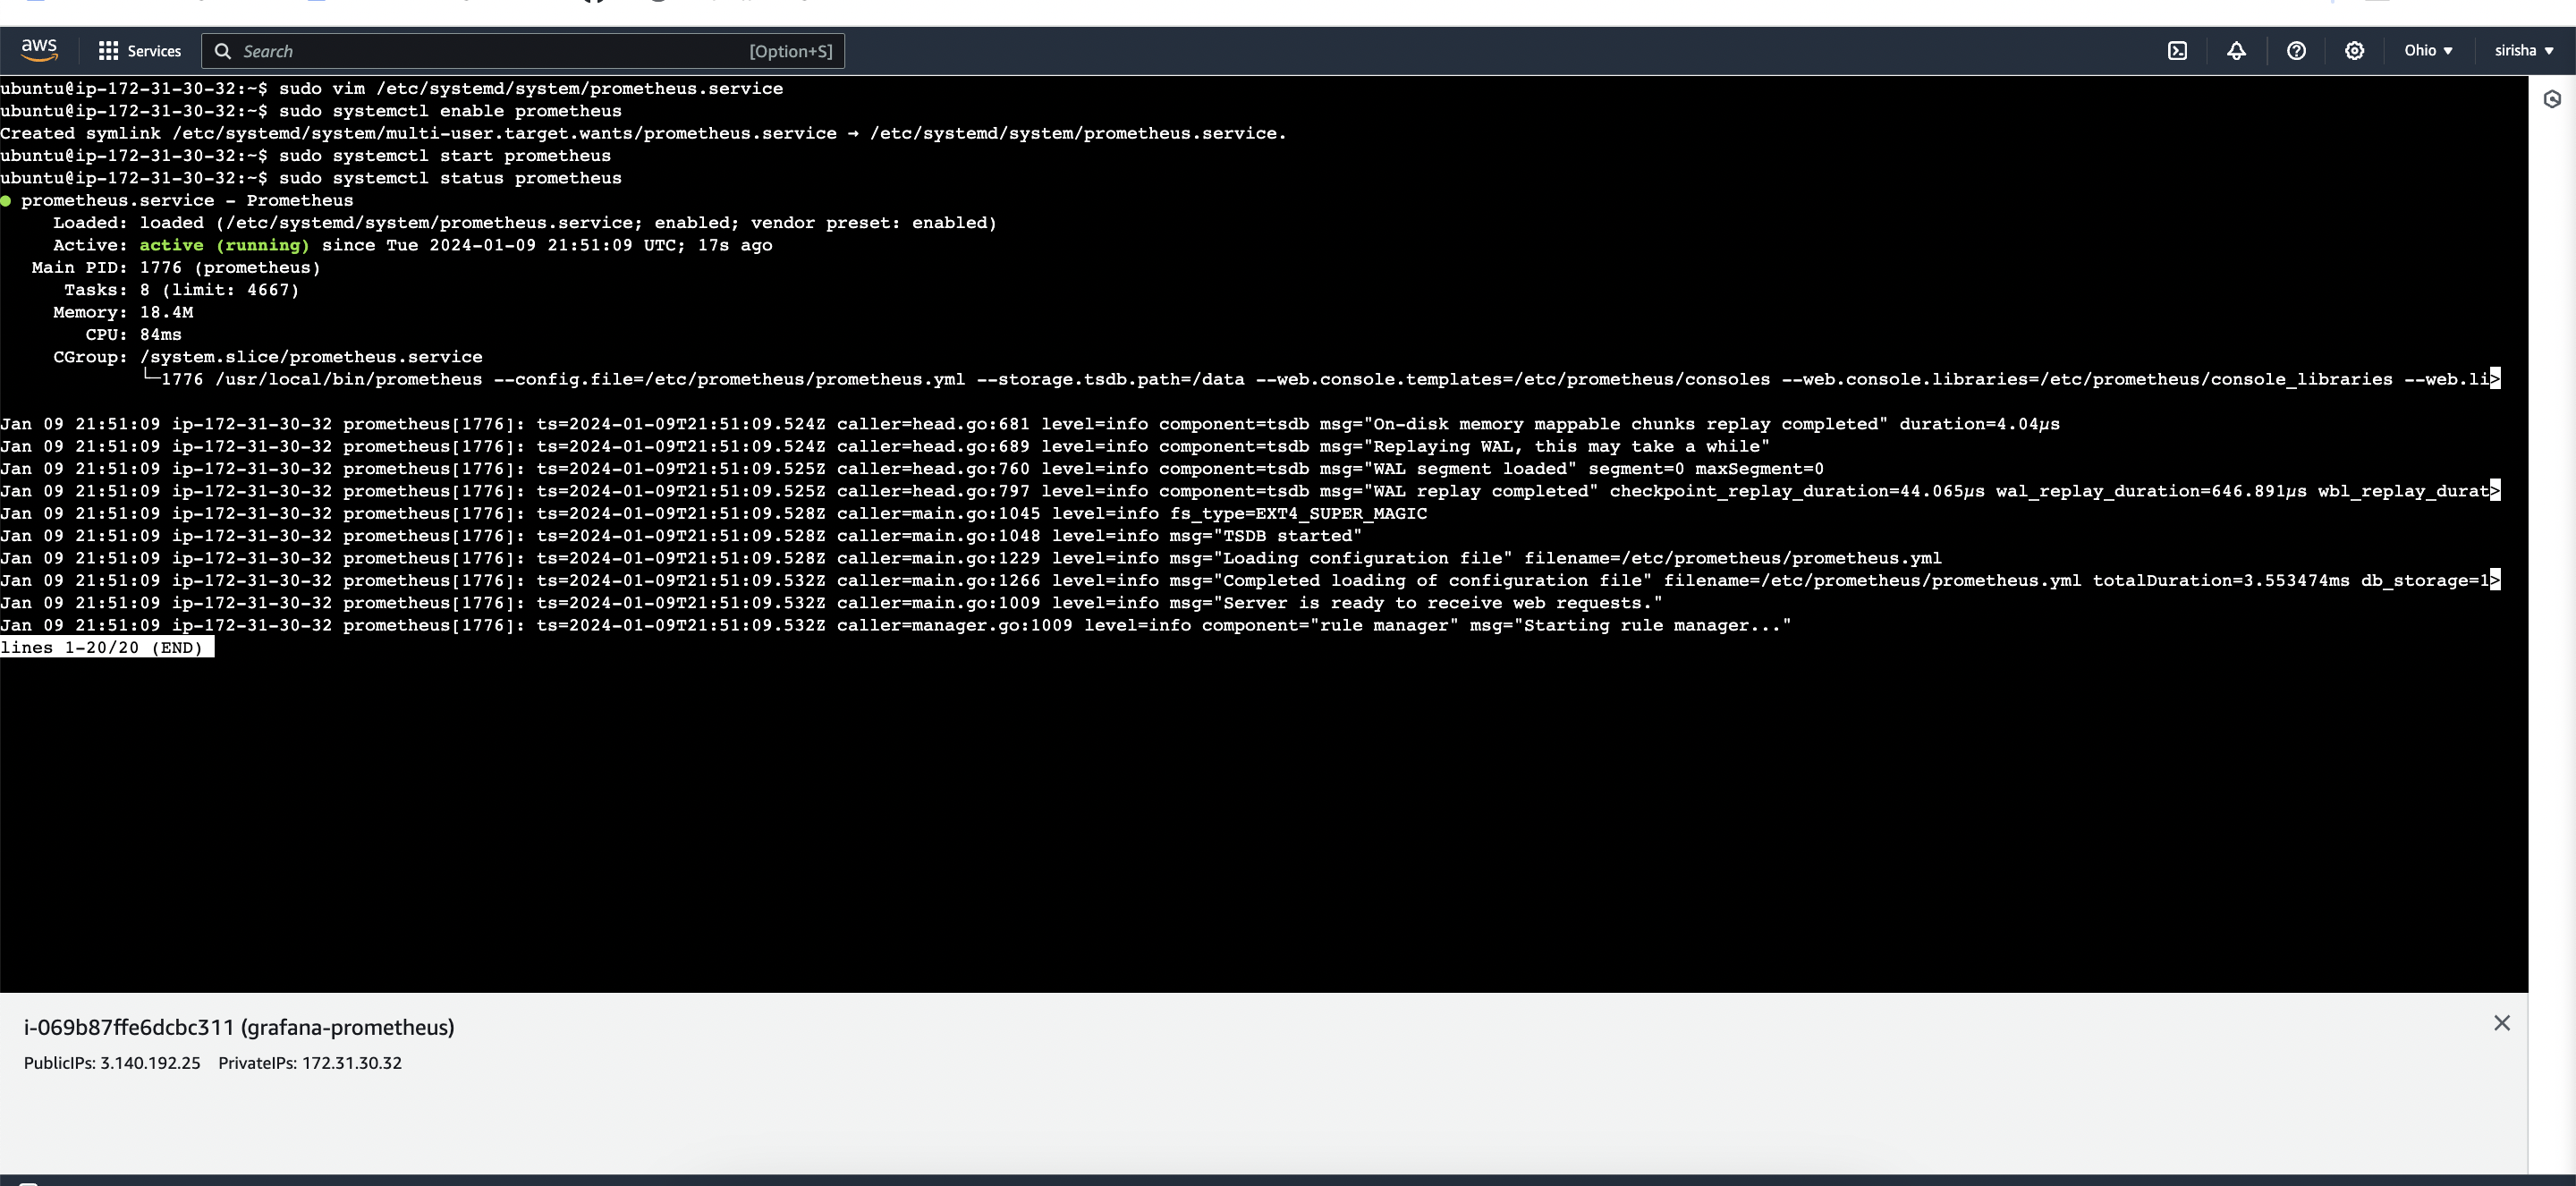 aws
Services
Search [Option+S]
Ohio ▼
sirisha ▼
ubuntu@ip-172-31-30-32:~$ sudo vim /etc/systemd/system/prometheus.service
ubuntu@ip-172-31-30-32:~$ sudo systemctl enable prometheus
Created symlink /etc/systemd/system/multi-user.target.wants/prometheus.service → /etc/systemd/system/prometheus.service.
ubuntu@ip-172-31-30-32:~$ sudo systemctl start prometheus
ubuntu@ip-172-31-30-32:~$ sudo systemctl status prometheus
● prometheus.service - Prometheus
Loaded: loaded (/etc/systemd/system/prometheus.service; enabled; vendor preset: enabled)
Active: active (running) since Tue 2024-01-09 21:51:09 UTC; 17s ago
Main PID: 1776 (prometheus)
Tasks: 8 (limit: 4667)
Memory: 18.4M
CPU: 84ms
CGroup: /system.slice/prometheus.service
└─1776 /usr/local/bin/prometheus --config.file=/etc/prometheus/prometheus.yml --storage.tsdb.path=/data --web.console.templates=/etc/prometheus/consoles --web.console.libraries=/etc/prometheus/console_libraries --web.li>
Jan 09 21:51:09 ip-172-31-30-32 prometheus[1776]: ts=2024-01-09T21:51:09.524Z caller=head.go:681 level=info component=tsdb msg="On-disk memory mappable chunks replay completed" duration=4.04µs
Jan 09 21:51:09 ip-172-31-30-32 prometheus[1776]: ts=2024-01-09T21:51:09.524Z caller=head.go:689 level=info component=tsdb msg="Replaying WAL, this may take a while"
Jan 09 21:51:09 ip-172-31-30-32 prometheus[1776]: ts=2024-01-09T21:51:09.525Z caller=head.go:760 level=info component=tsdb msg="WAL segment loaded" segment=0 maxSegment=0
Jan 09 21:51:09 ip-172-31-30-32 prometheus[1776]: ts=2024-01-09T21:51:09.525Z caller=head.go:797 level=info component=tsdb msg="WAL replay completed" checkpoint_replay_duration=44.065µs wal_replay_duration=646.891µs wbl_replay_durat>
Jan 09 21:51:09 ip-172-31-30-32 prometheus[1776]: ts=2024-01-09T21:51:09.528Z caller=main.go:1045 level=info fs_type=EXT4_SUPER_MAGIC
Jan 09 21:51:09 ip-172-31-30-32 prometheus[1776]: ts=2024-01-09T21:51:09.528Z caller=main.go:1048 level=info msg="TSDB started"
Jan 09 21:51:09 ip-172-31-30-32 prometheus[1776]: ts=2024-01-09T21:51:09.528Z caller=main.go:1229 level=info msg="Loading configuration file" filename=/etc/prometheus/prometheus.yml
Jan 09 21:51:09 ip-172-31-30-32 prometheus[1776]: ts=2024-01-09T21:51:09.532Z caller=main.go:1266 level=info msg="Completed loading of configuration file" filename=/etc/prometheus/prometheus.yml totalDuration=3.553474ms db_storage=1>
Jan 09 21:51:09 ip-172-31-30-32 prometheus[1776]: ts=2024-01-09T21:51:09.532Z caller=main.go:1009 level=info msg="Server is ready to receive web requests."
Jan 09 21:51:09 ip-172-31-30-32 prometheus[1776]: ts=2024-01-09T21:51:09.532Z caller=manager.go:1009 level=info component="rule manager" msg="Starting rule manager..."
lines 1-20/20 (END)
i-069b87ffe6dcbc311 (grafana-prometheus)
PublicIPs: 3.140.192.25 PrivateIPs: 172.31.30.32